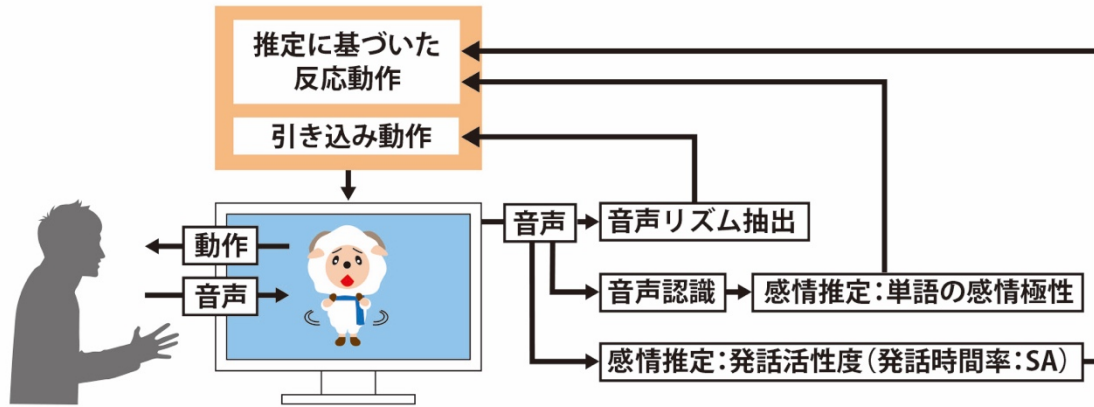 推定に基づいた
反応動作
引き込み動作
動作
音声
音声
音声リズム抽出
音声認識
感情推定：単語の感情極性
感情推定：発話活性度（発話時間率：SA）